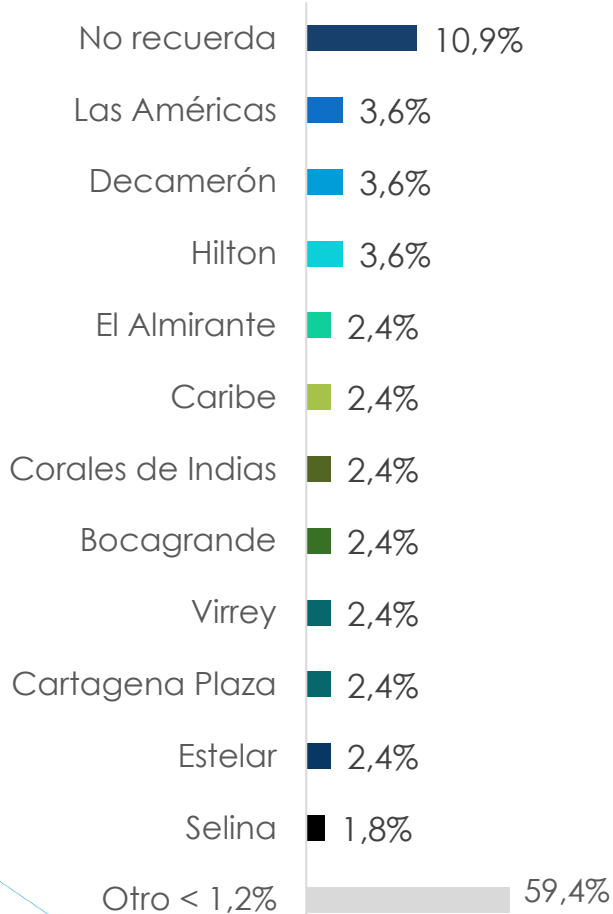 No recuerda 10,9%
Las Américas 3,6%
Decamerón 3,6%
Hilton 3,6%
El Almirante 2,4%
Caribe 2,4%
Corales de Indias 2,4%
Bocagrande 2,4%
Virrey 2,4%
Cartagena Plaza 2,4%
Estelar 2,4%
Selina 1,8%
Otro < 1,2% 59,4%